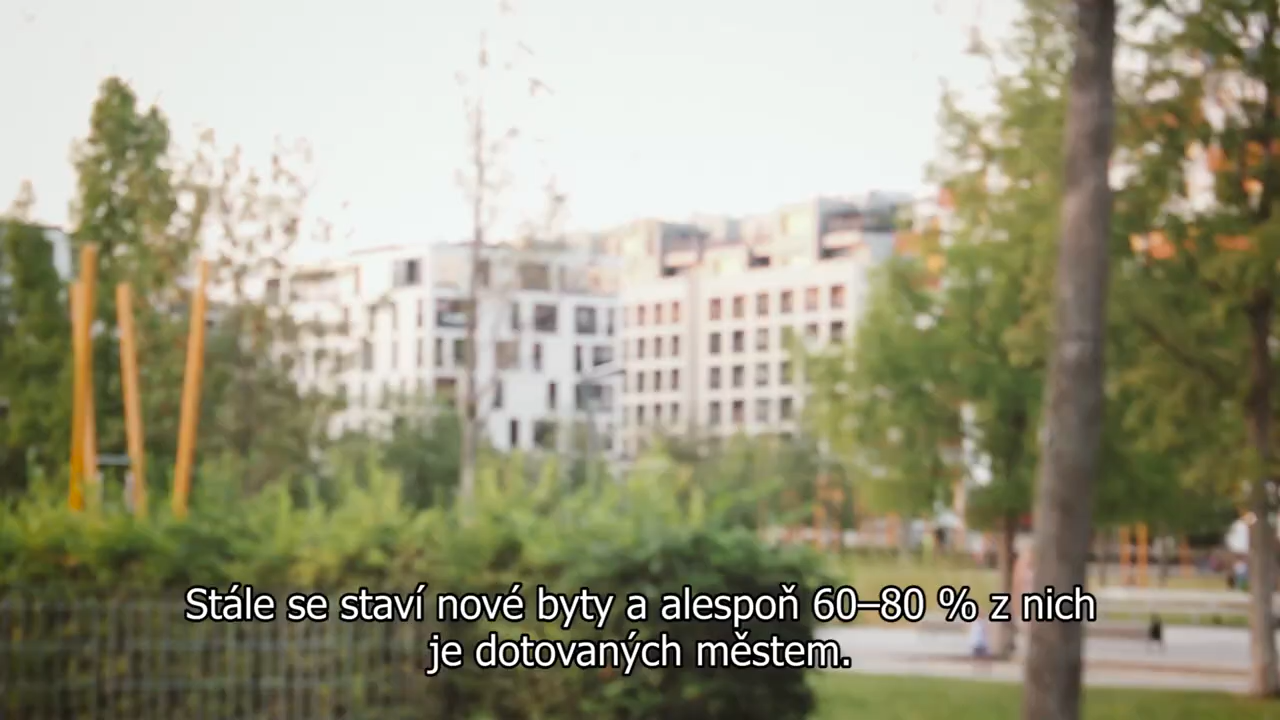 Stále se staví nové byty a alespoň 60–80 % z nich
je dotovaných městem.